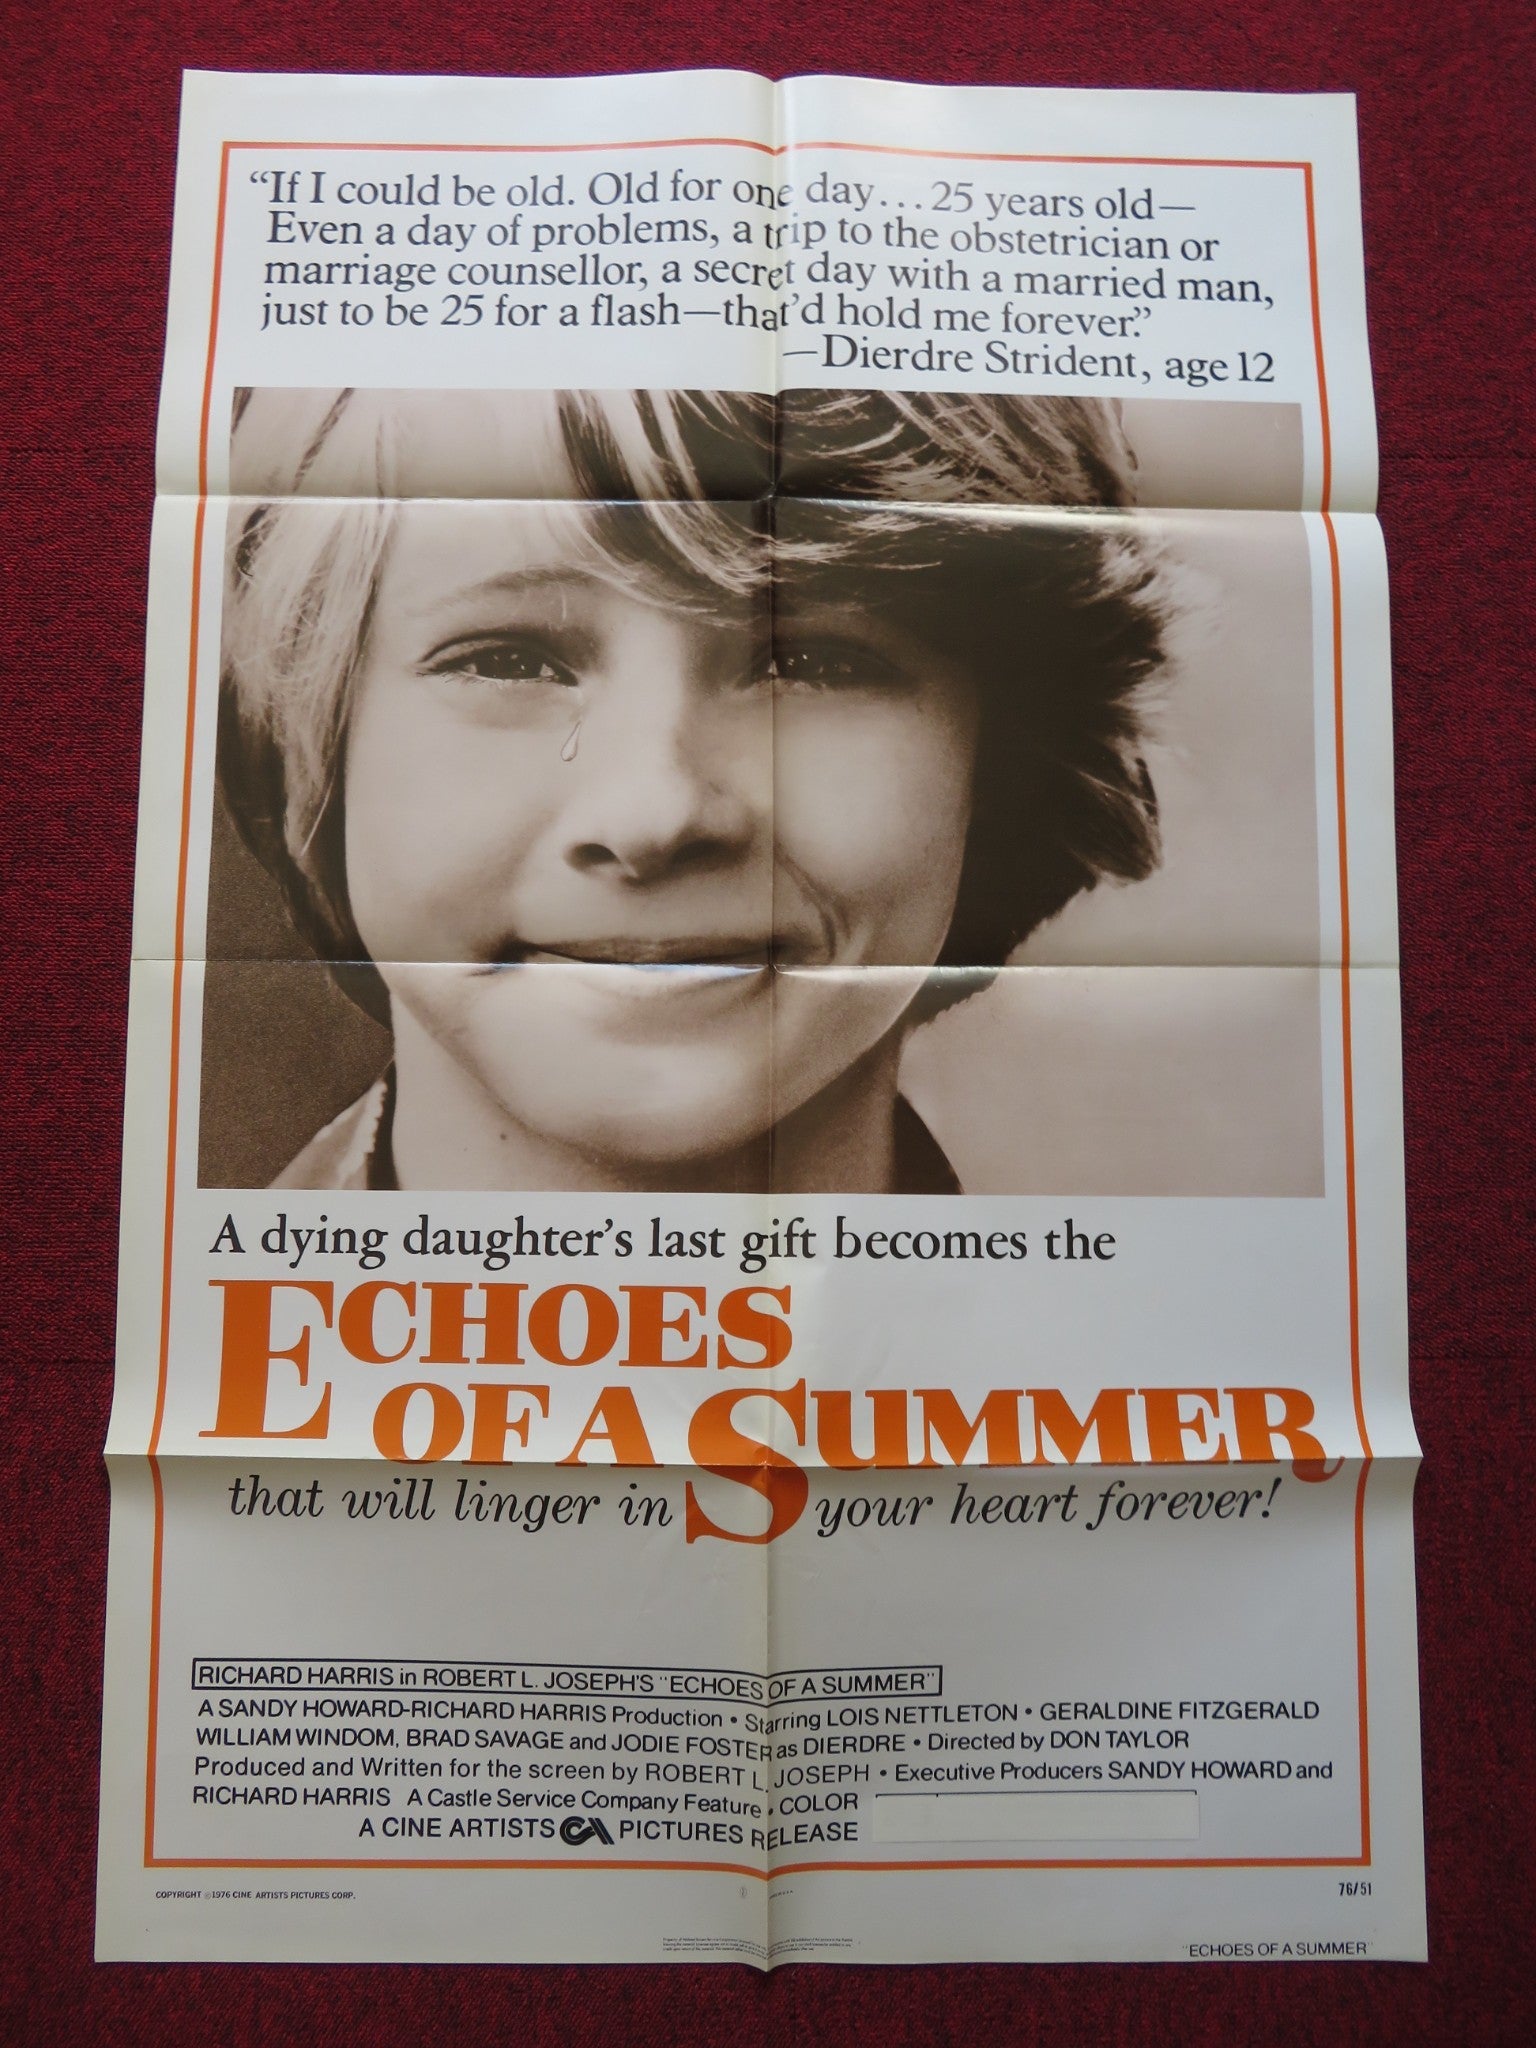 “If I could be old. Old for one day...25 years old—
Even a day of problems, a trip to the obstetrician or
marriage counsellor, a secret day with a married man,
just to be 25 for a flash—that’d hold me forever.”
—Dierdre Strident, age 12
A dying daughter’s last gift becomes the
ECHOES
OF A SUMMER
that will linger in your heart forever!
RICHARD HARRIS in ROBERT L. JOSEPH'S "ECHOES OF A SUMMER"
A SANDY HOWARD-RICHARD HARRIS Production • Starring LOIS NETTLETON • GERALDINE FITZGERALD
WILLIAM WINDOM, BRAD SAVAGE and JODIE FOSTER as DIERDRE • Directed by DON TAYLOR
Produced and Written for the screen by ROBERT L. JOSEPH • Executive Producers SANDY HOWARD and
RICHARD HARRIS A Castle Service Company Feature • COLOR
A CINE ARTISTS CA PICTURES RELEASE
COPYRIGHT ©1976 CINE ARTISTS PICTURES CORP.
76/51
"ECHOES OF A SUMMER"